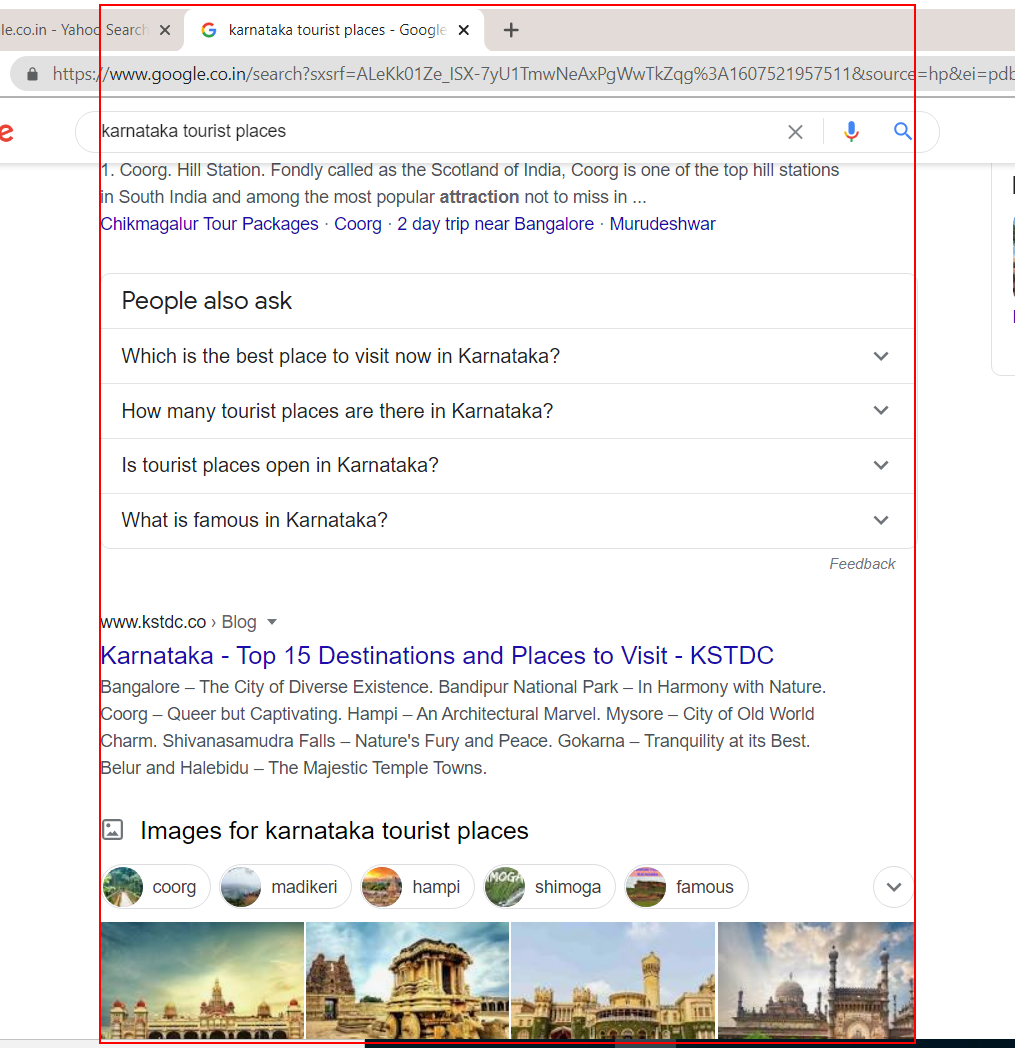 le.co.in - Yahoo Search
karnataka tourist places - Google
https://www.google.co.in/search?sxsrf=ALeKk01Ze_ISX-7yU1TmwNeAxPgWwTkZqg%3A1607521957511&source=hp&ei=pdb
e
karnataka tourist places
1. Coorg. Hill Station. Fondly called as the Scotland of India, Coorg is one of the top hill stations
in South India and among the most popular attraction not to miss in ...
Chikmagalur Tour Packages · Coorg · 2 day trip near Bangalore · Murudeshwar
People also ask
Which is the best place to visit now in Karnataka?
How many tourist places are there in Karnataka?
Is tourist places open in Karnataka?
What is famous in Karnataka?
Feedback
www.kstdc.co › Blog
Karnataka - Top 15 Destinations and Places to Visit - KSTDC
Bangalore – The City of Diverse Existence. Bandipur National Park – In Harmony with Nature.
Coorg – Queer but Captivating. Hampi – An Architectural Marvel. Mysore – City of Old World
Charm. Shivanasamudra Falls – Nature's Fury and Peace. Gokarna – Tranquility at its Best.
Belur and Halebidu – The Majestic Temple Towns.
Images for karnataka tourist places
coorg
madikeri
hampi
shimoga
famous